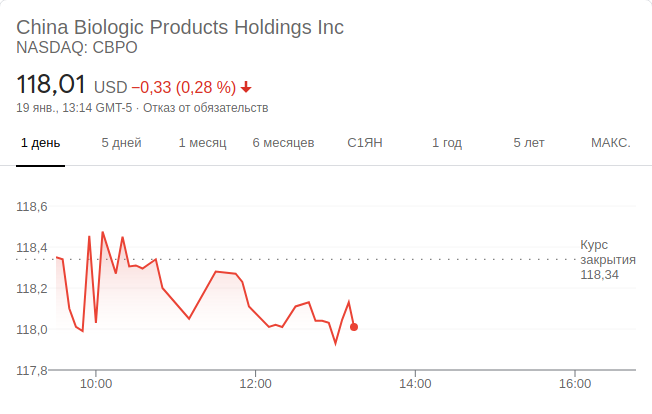 China Biologic Products Holdings Inc
NASDAQ: CBPO
118,01 USD −0,33 (0,28 %)
19 янв., 13:14 GMT-5 · Отказ от обязательств
1 день 5 дней 1 месяц 6 месяцев С1ЯН 1 год 5 лет МАКС.
118,6
118,4
118,2
118,0
117,8
Курс
закрытия
118,34
10:00 12:00 14:00 16:00